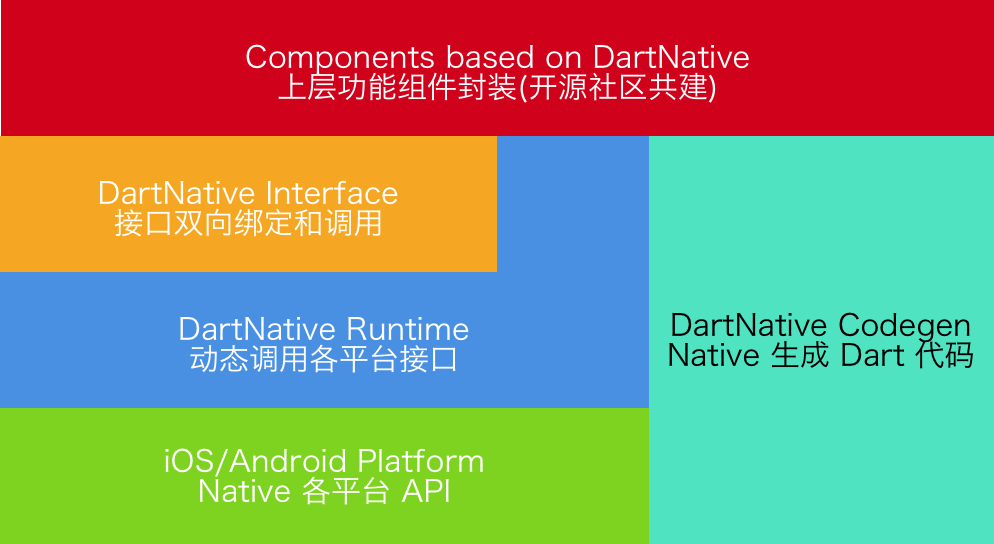 Components based on DartNative
上层功能组件封装(开源社区共建)
DartNative Interface
接口双向绑定和调用
DartNative Runtime
动态调用各平台接口
DartNative Codegen
Native 生成 Dart 代码
iOS/Android Platform
Native 各平台 API